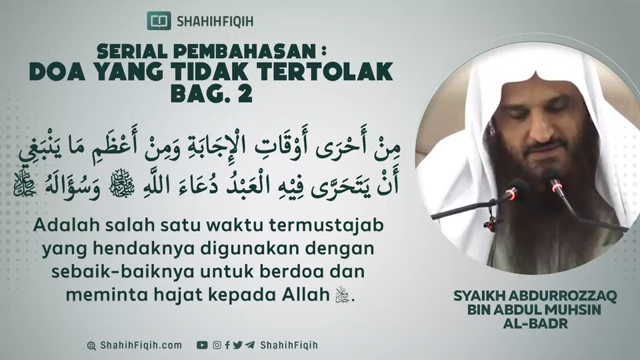 SHAHIHFIQIH
SERIAL PEMBAHASAN :
DOA YANG TIDAK TERTOLAK
BAG. 2
مِنْ أَحْرَى أَوْقَاتِ الْإِجَابَةِ وَمِنْ أَعْظَمِ مَا يَنْبَغِي
أَنْ يَتَحَرَّى فِيْهِ الْعَبْدُ دُعَاءَ اللَّهِ ﷻ وَسُؤَالَهُ ﷻ
Adalah salah satu waktu termustajab
yang hendaknya digunakan dengan
sebaik-baiknya untuk berdoa dan
meminta hajat kepada Allah ﷻ.
SYAIKH ABDURROZZAQ
BIN ABDUL MUHSIN
AL-BADR
ShahihFiqih.com ShahihFiqih